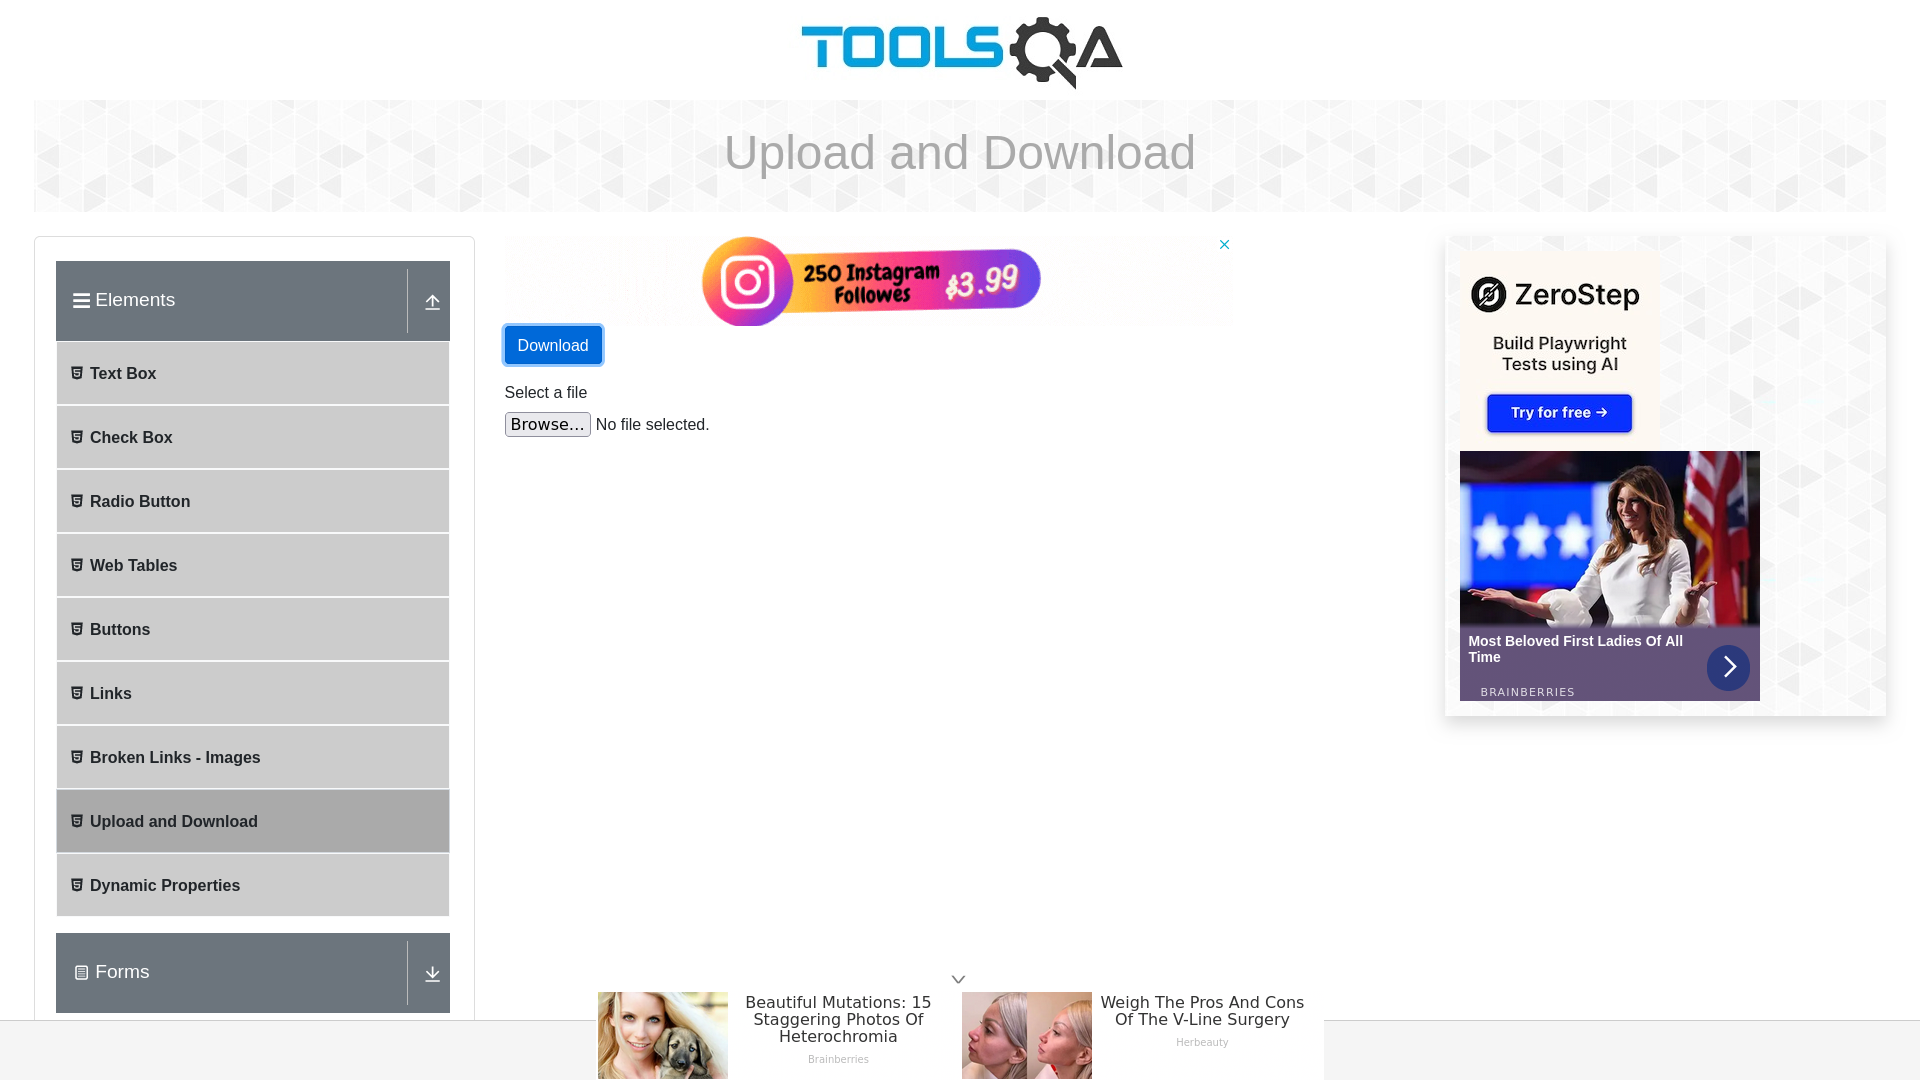 TOOLSQA
Upload and Download
Elements
Text Box
Check Box
Radio Button
Web Tables
Buttons
Links
Broken Links - Images
Upload and Download
Dynamic Properties
Forms
250 Instagram
Followes
$3.99
Download
Select a file
Browse...
No file selected.
ZeroStep
Build Playwright
Tests using AI
Try for free →
Most Beloved First Ladies Of All
Time
BRAINBERRIES
Beautiful Mutations: 15
Staggering Photos Of
Heterochromia
Brainberries
Weigh The Pros And Cons
Of The V-Line Surgery
Herbeauty